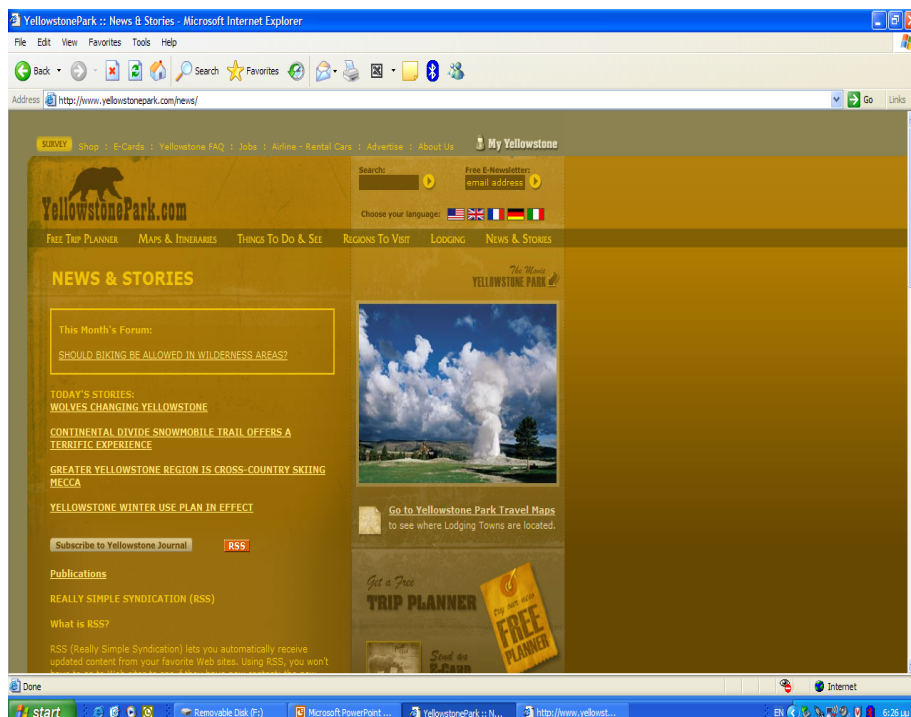 YellowstonePark :: News & Stories - Microsoft Internet Explorer
File Edit View Favorites Tools Help
Back Search Favorites
Address http://www.yellowstonepark.com/news/ Go Links
SURVEY Shop : E-Cards : Yellowstone FAQ : Jobs : Airline - Rental Cars : Advertise : About Us My Yellowstone
Search: Free E-Newsletter:
email address
YellowstonePark.com
Choose your language:
Free Trip Planner Maps & Itineraries Things To Do & See Regions To Visit Lodging News & Stories
NEWS & STORIES
The Movie
YELLOWSTONE PARK
This Month's Forum:
SHOULD BIKING BE ALLOWED IN WILDERNESS AREAS?
TODAY'S STORIES:
WOLVES CHANGING YELLOWSTONE
CONTINENTAL DIVIDE SNOWMOBILE TRAIL OFFERS A
TERRIFIC EXPERIENCE
GREATER YELLOWSTONE REGION IS CROSS-COUNTRY SKIING
MECCA
YELLOWSTONE WINTER USE PLAN IN EFFECT
Subscribe to Yellowstone Journal RSS
Publications
REALLY SIMPLE SYNDICATION (RSS)
What is RSS?
RSS (Really Simple Syndication) lets you automatically receive
updated content from your favorite Web sites. Using RSS, you won't
Go to Yellowstone Park Travel Maps
to see where Lodging Towns are located.
Get a Free
TRIP PLANNER
try our new
FREE
PLANNER
Send an
E-CARD
Done Internet
start Removable Disk (F:) Microsoft PowerPoint ... YellowstonePark :: N... http://www.yellowst... EN 6:26 μμ